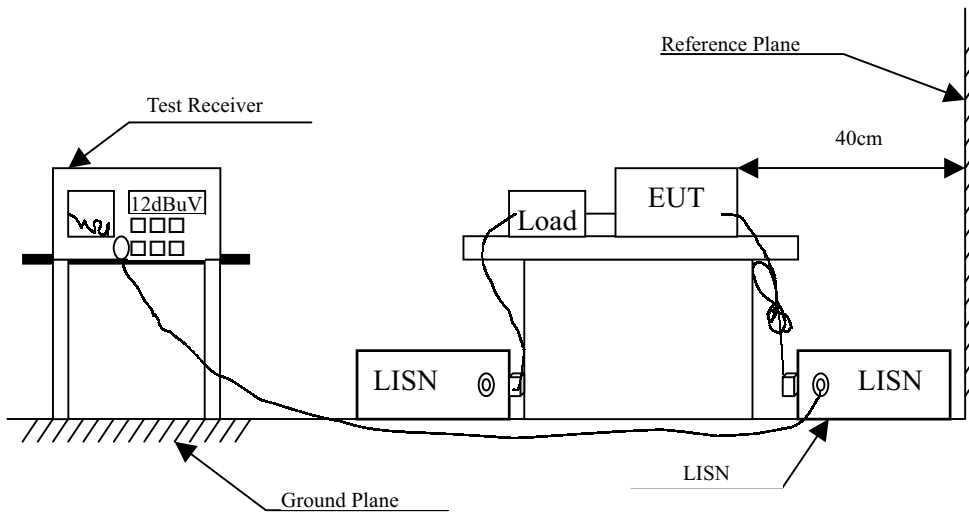 Reference Plane
Test Receiver
40cm
12dBuV
Load
EUT
LISN
LISN
LISN
Ground Plane